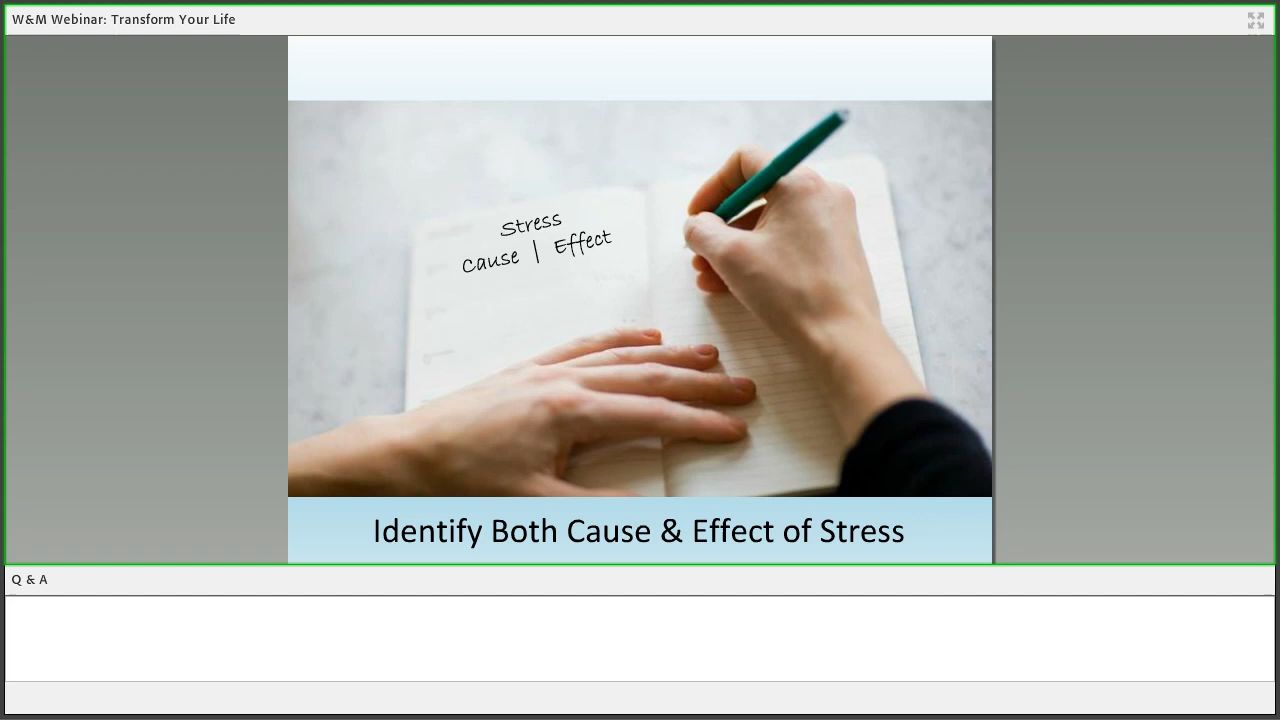 W&M Webinar: Transform Your Life
Stress
Cause | Effect
Identify Both Cause & Effect of Stress
Q & A